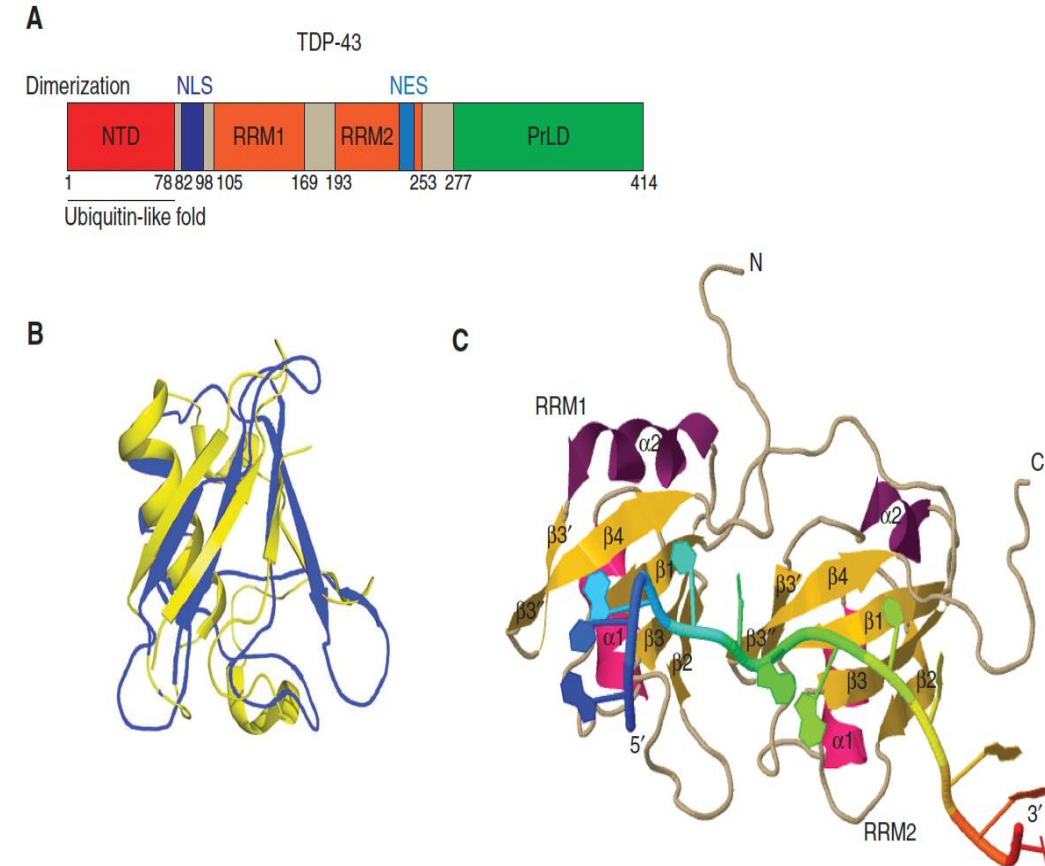 A
TDP-43
Dimerization NLS NES
NTD RRM1 RRM2 PrLD
1 78 82 98 105 169 193 253 277 414
Ubiquitin-like fold
B
C
N
RRM1
α2
C
α2
β3′ β4
β1
β3′ β4
β3″
β1
α1 β3 β3″
β2
β3 β2
5′
α1
3′
RRM2